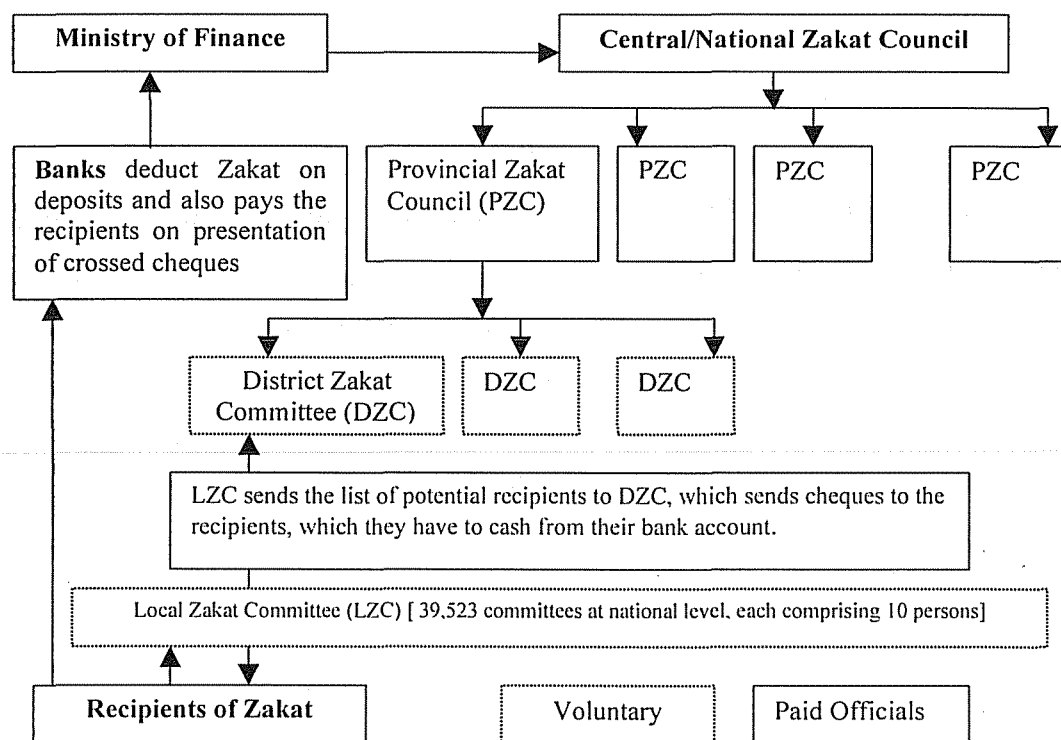 Ministry of Finance
Central/National Zakat Council
Banks deduct Zakat on
deposits and also pays the
recipients on presentation
of crossed cheques
Provincial Zakat
Council (PZC)
PZC
PZC
PZC
District Zakat
Committee (DZC)
DZC
DZC
LZC sends the list of potential recipients to DZC, which sends cheques to the
recipients, which they have to cash from their bank account.
Local Zakat Committee (LZC) [ 39,523 committees at national level, each comprising 10 persons]
Recipients of Zakat
Voluntary
Paid Officials